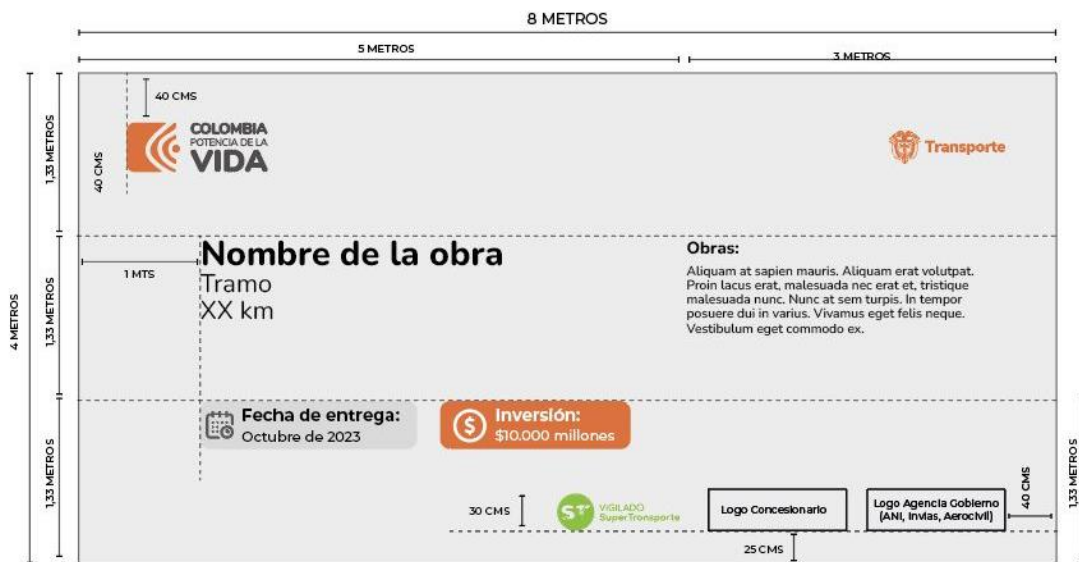 8 METROS
5 METROS
3 METROS
40 CMS
COLOMBIA
POTENCIA DE LA
VIDA
Transporte
40 CMS
1,33 METROS
4 METROS
1 MTS
Nombre de la obra
Tramo
XX km
Obras:
Aliquam at sapien mauris. Aliquam erat volutpat.
Proin lacus erat, malesuada nec erat et, tristique
malesuada nunc. Nunc at sem turpis. In tempor
posuere dui in varius. Vivamus eget felis neque.
Vestibulum eget commodo ex.
1,33 METROS
Fecha de entrega:
Octubre de 2023
Inversión:
$10.000 millones
1,33 METROS
30 CMS
ST
VIGILADO
SuperTransporte
Logo Concesionario
Logo Agencia Gobierno
(ANI, Invias, Aerocivil)
40 CMS
1,33 METROS
25 CMS